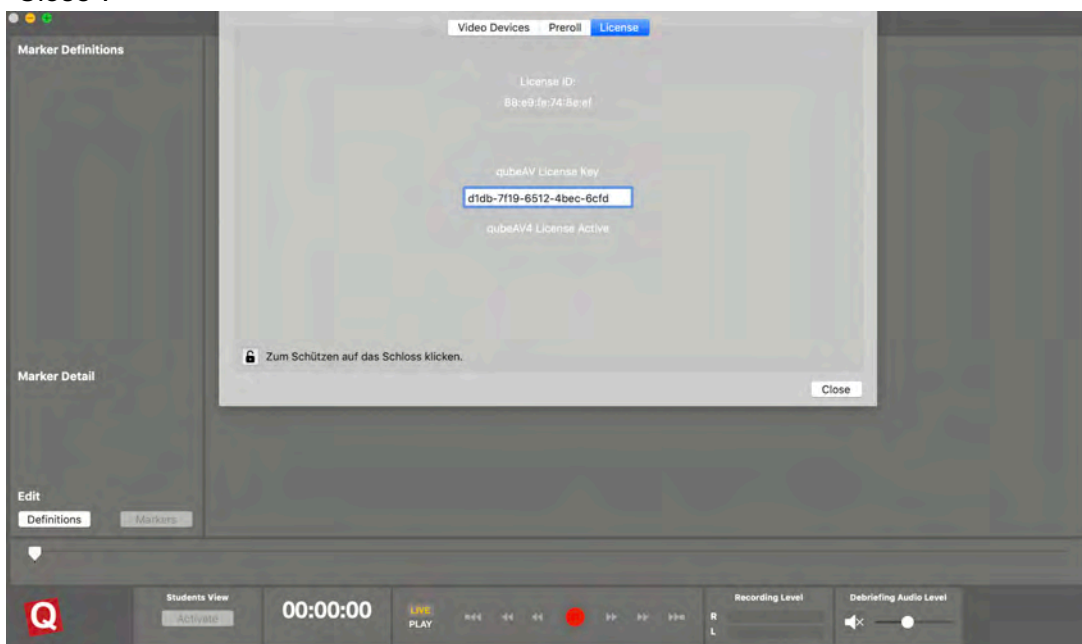 Video Devices Preroll License
Marker Definitions
License ID:
qubeAV License Key
d1db-7f19-6512-4bec-6cfd
qubeAV4 License Active
Zum Schützen auf das Schloss klicken.
Marker Detail
Close
Edit
Definitions Markers
Students View
Activate
00:00:00
LIVE
PLAY
Recording Level
R
L
Debriefing Audio Level
Q